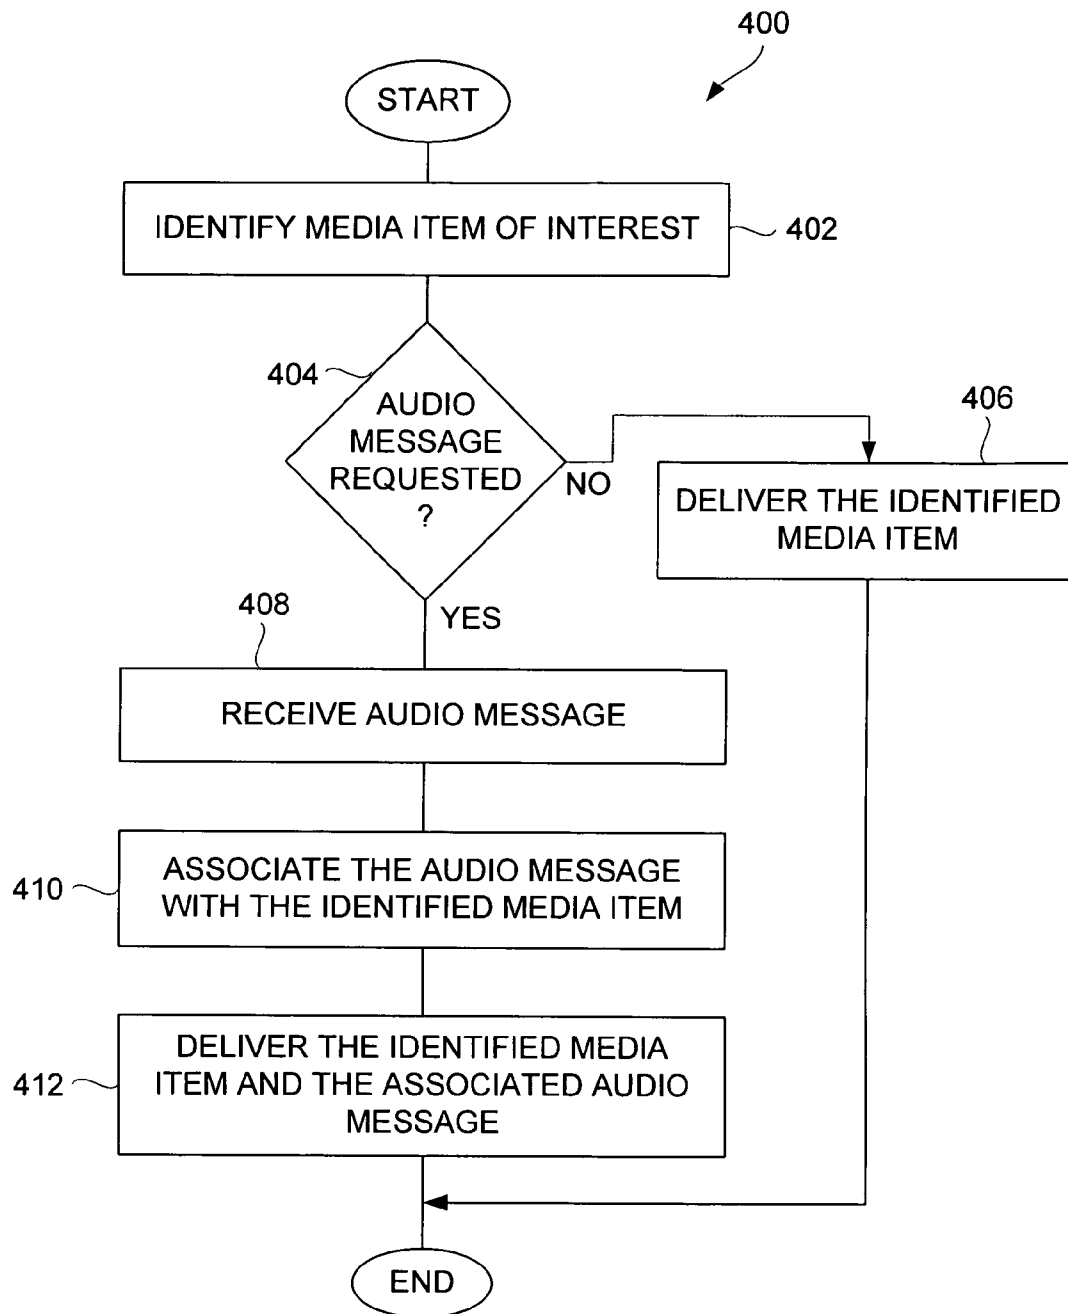 400
START
IDENTIFY MEDIA ITEM OF INTEREST
402
404
AUDIO
MESSAGE
REQUESTED
?
NO
406
DELIVER THE IDENTIFIED
MEDIA ITEM
YES
408
RECEIVE AUDIO MESSAGE
410
ASSOCIATE THE AUDIO MESSAGE
WITH THE IDENTIFIED MEDIA ITEM
412
DELIVER THE IDENTIFIED MEDIA
ITEM AND THE ASSOCIATED AUDIO
MESSAGE
END